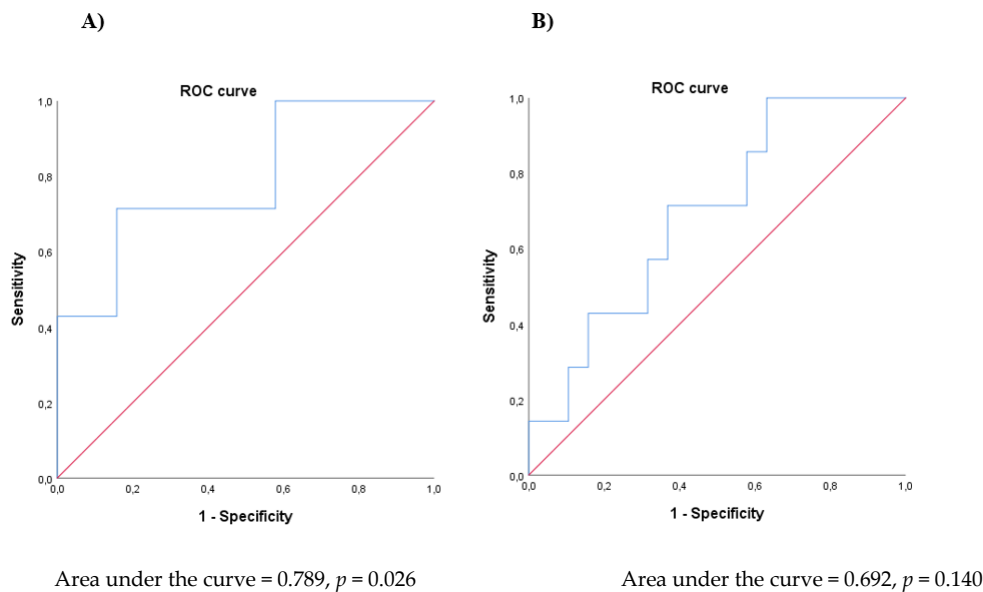 A)
B)
ROC curve
1,0
0,8
0,6
0,4
0,2
0,0
Sensitivity
0,0 0,2 0,4 0,6 0,8 1,0
1 - Specificity
Area under the curve = 0.789, p = 0.026
ROC curve
1,0
0,8
0,6
0,4
0,2
0,0
Sensitivity
0,0 0,2 0,4 0,6 0,8 1,0
1 - Specificity
Area under the curve = 0.692, p = 0.140